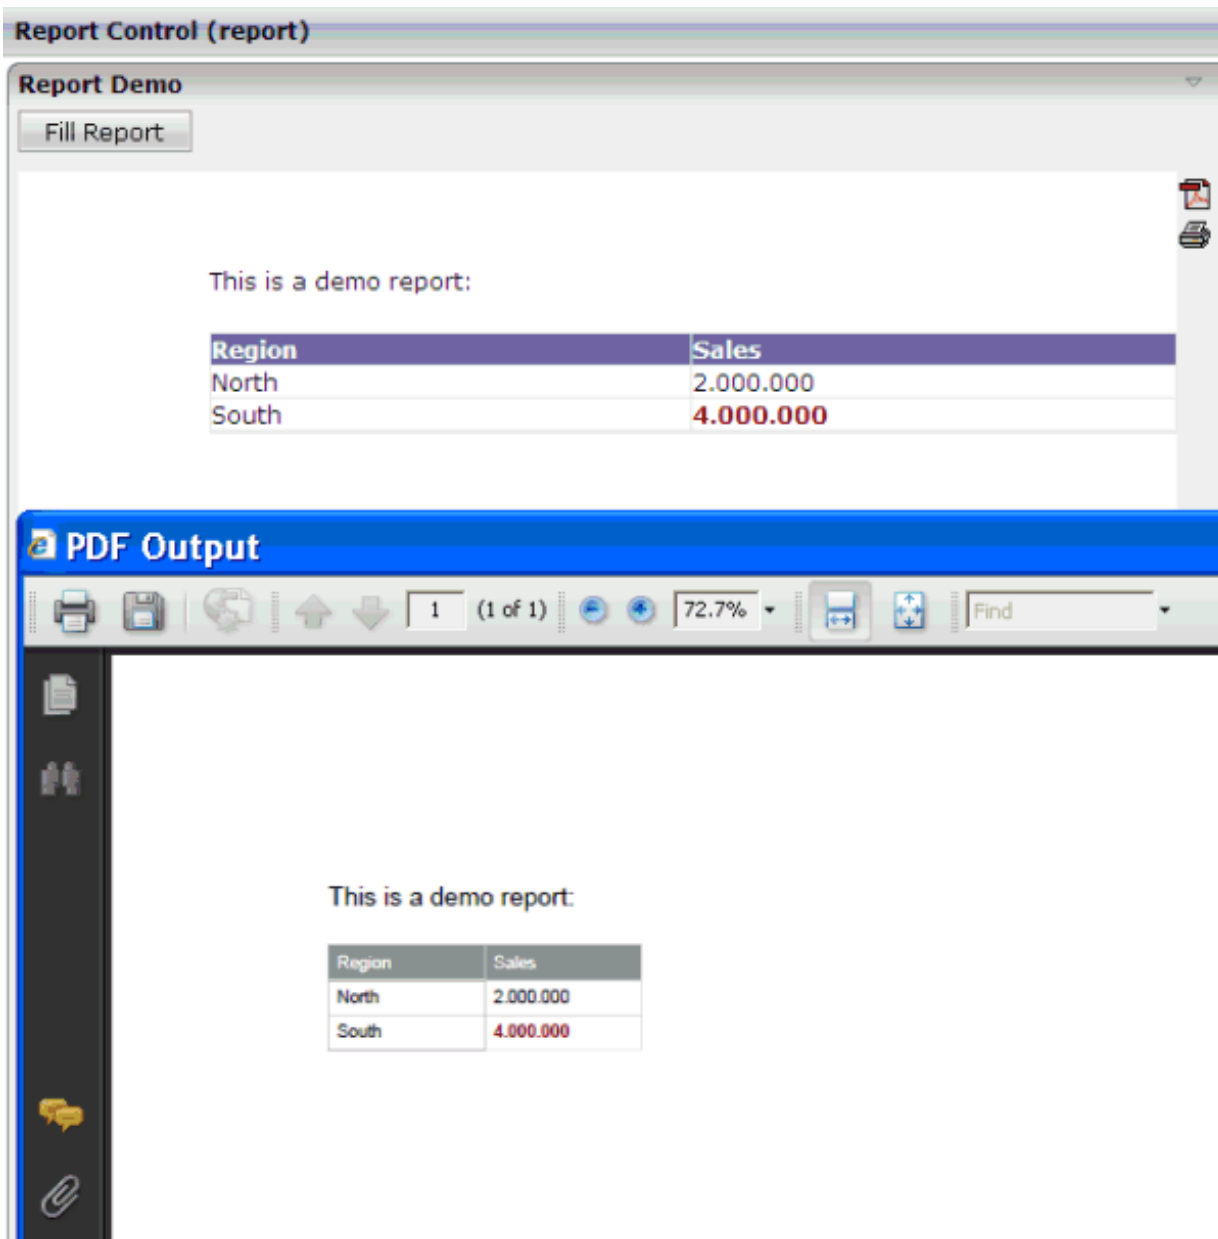 Report Control (report)
Report Demo
Fill Report
This is a demo report:
Region Sales
North 2.000.000
South 4.000.000
PDF Output
1 (1 of 1) 72.7% Find
This is a demo report:
Region Sales
North 2.000.000
South 4.000.000